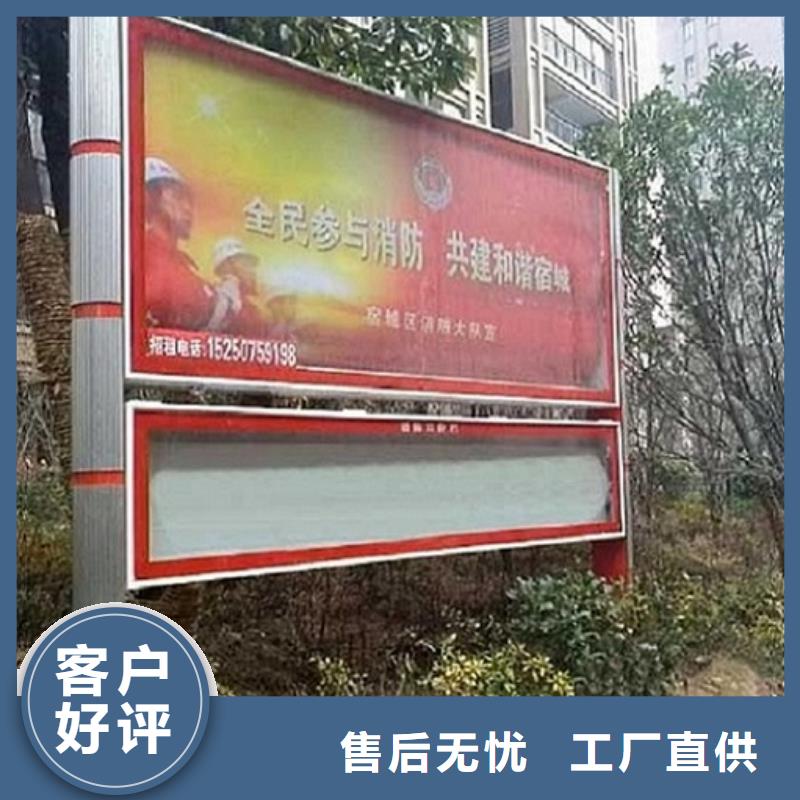 全民参与消防 共建和谐宿城
宿城区消防大队宣
招租电话:15250759198
客户
好评
售后无忧 工厂直供